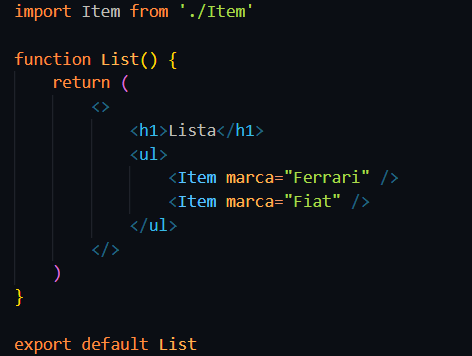 import Item from './Item'

function List() {
    return (
        <>
            <h1>Lista</h1>
            <ul>
                <Item marca="Ferrari" />
                <Item marca="Fiat" />
            </ul>
        </>
    )
}

export default List